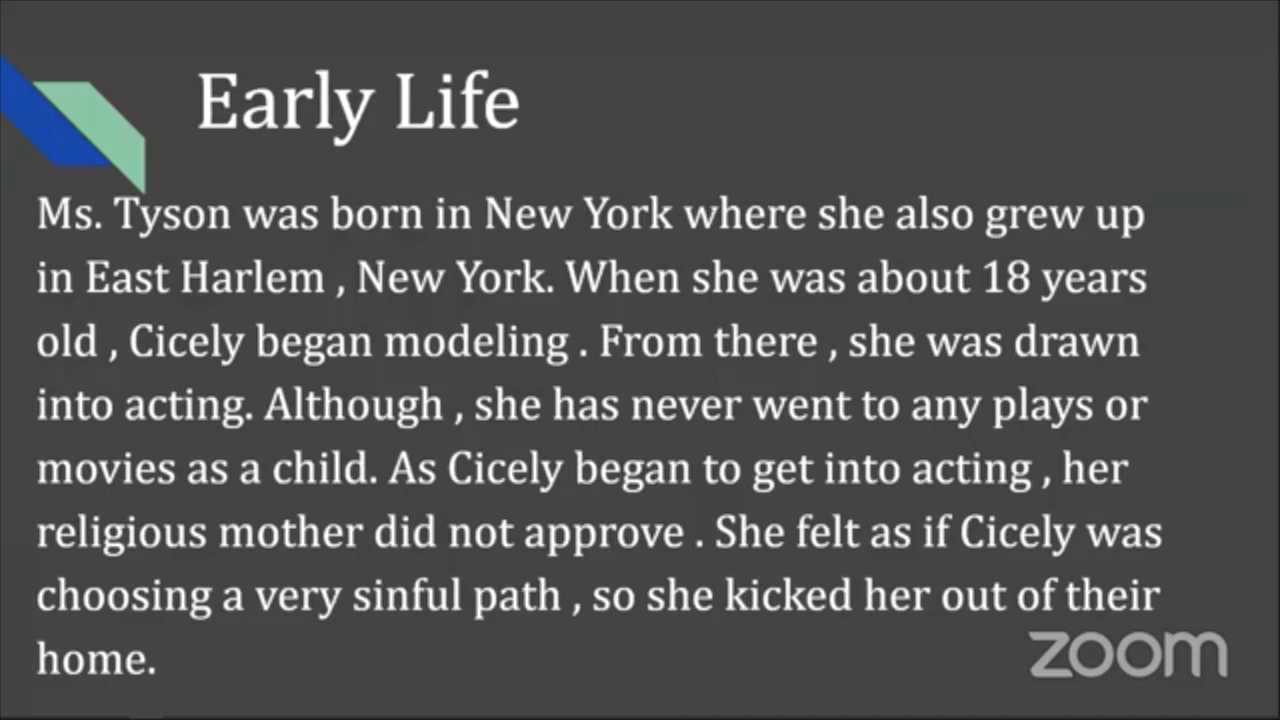 Early Life
Ms. Tyson was born in New York where she also grew up
in East Harlem , New York. When she was about 18 years
old , Cicely began modeling . From there , she was drawn
into acting. Although , she has never went to any plays or
movies as a child. As Cicely began to get into acting , her
religious mother did not approve . She felt as if Cicely was
choosing a very sinful path , so she kicked her out of their
home.
zoom